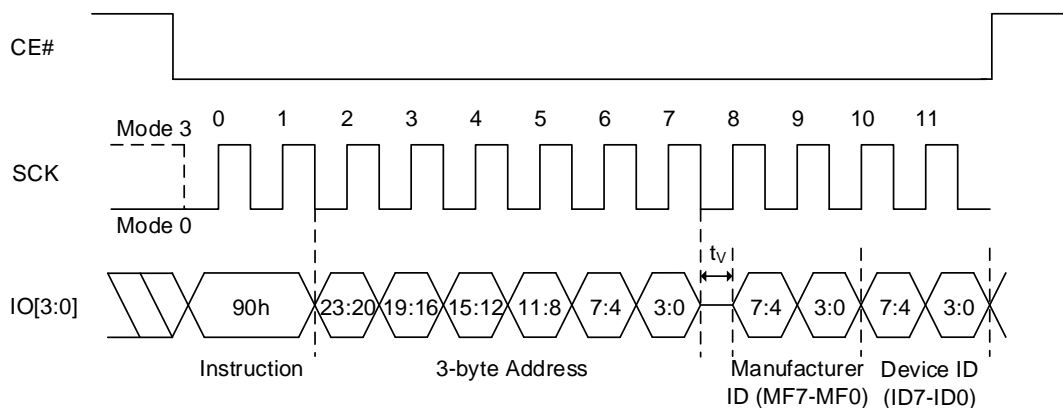 CE#
0 1 2 3 4 5 6 7 8 9 10 11
Mode 3
SCK
Mode 0
tV
IO[3:0] 90h 23:20 19:16 15:12 11:8 7:4 3:0 7:4 3:0 7:4 3:0
Instruction 3-byte Address Manufacturer Device ID
ID (MF7-MF0) (ID7-ID0)